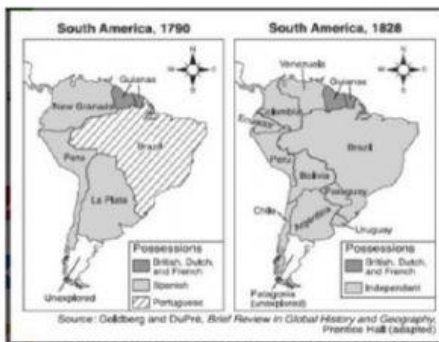 South America, 1790
N
W
E
S
Guianas
New Granada
Brazil
Peru
La Plata
Possessions
British, Dutch,
and French
Spanish
Portuguese
Unexplored
South America, 1828
N
W
E
S
Venezuela
Guianas
Colombia
Ecuador
Brazil
Peru
Bolivia
Paraguay
Chile
Argentina
Uruguay
Possessions
British, Dutch,
and French
Independent
Patagonia
(unexplored)
Source: Goldberg and DuPré, Brief Review in Global History and Geography,
Prentice Hall (adapted)